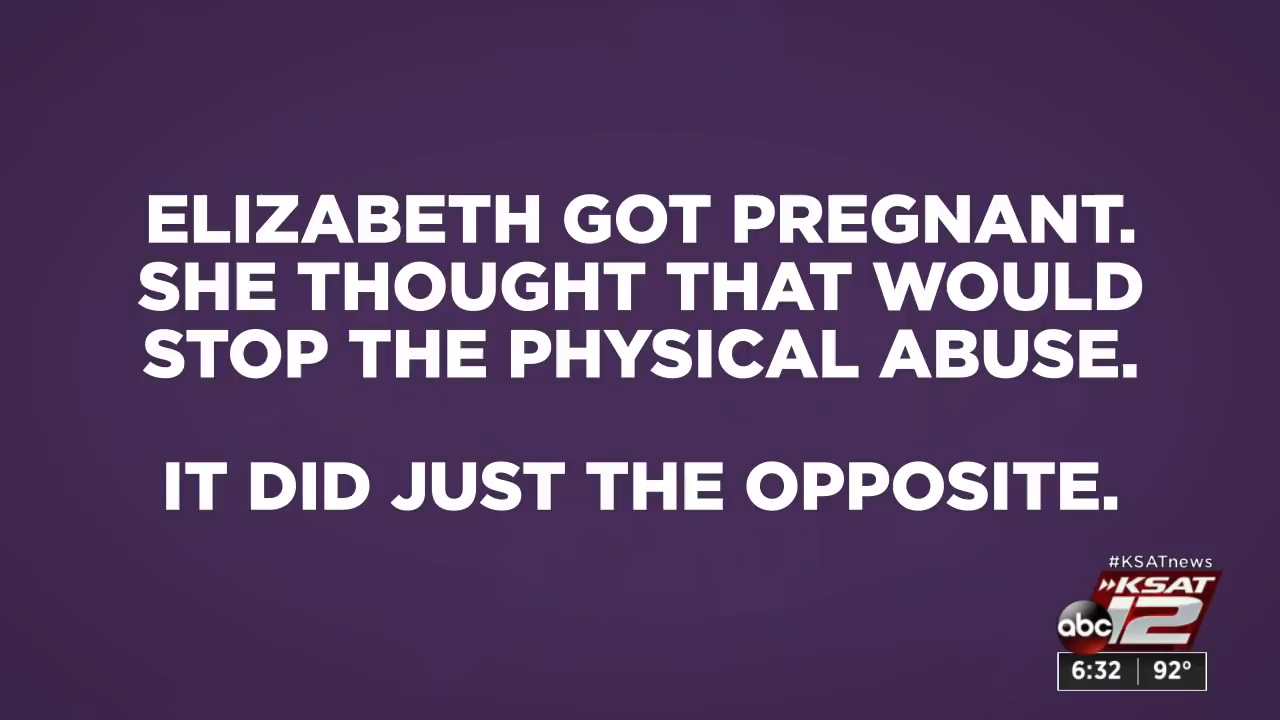 ELIZABETH GOT PREGNANT.
SHE THOUGHT THAT WOULD
STOP THE PHYSICAL ABUSE.
IT DID JUST THE OPPOSITE.
#KSATnews
KSAT
abc 12
6:32 92°